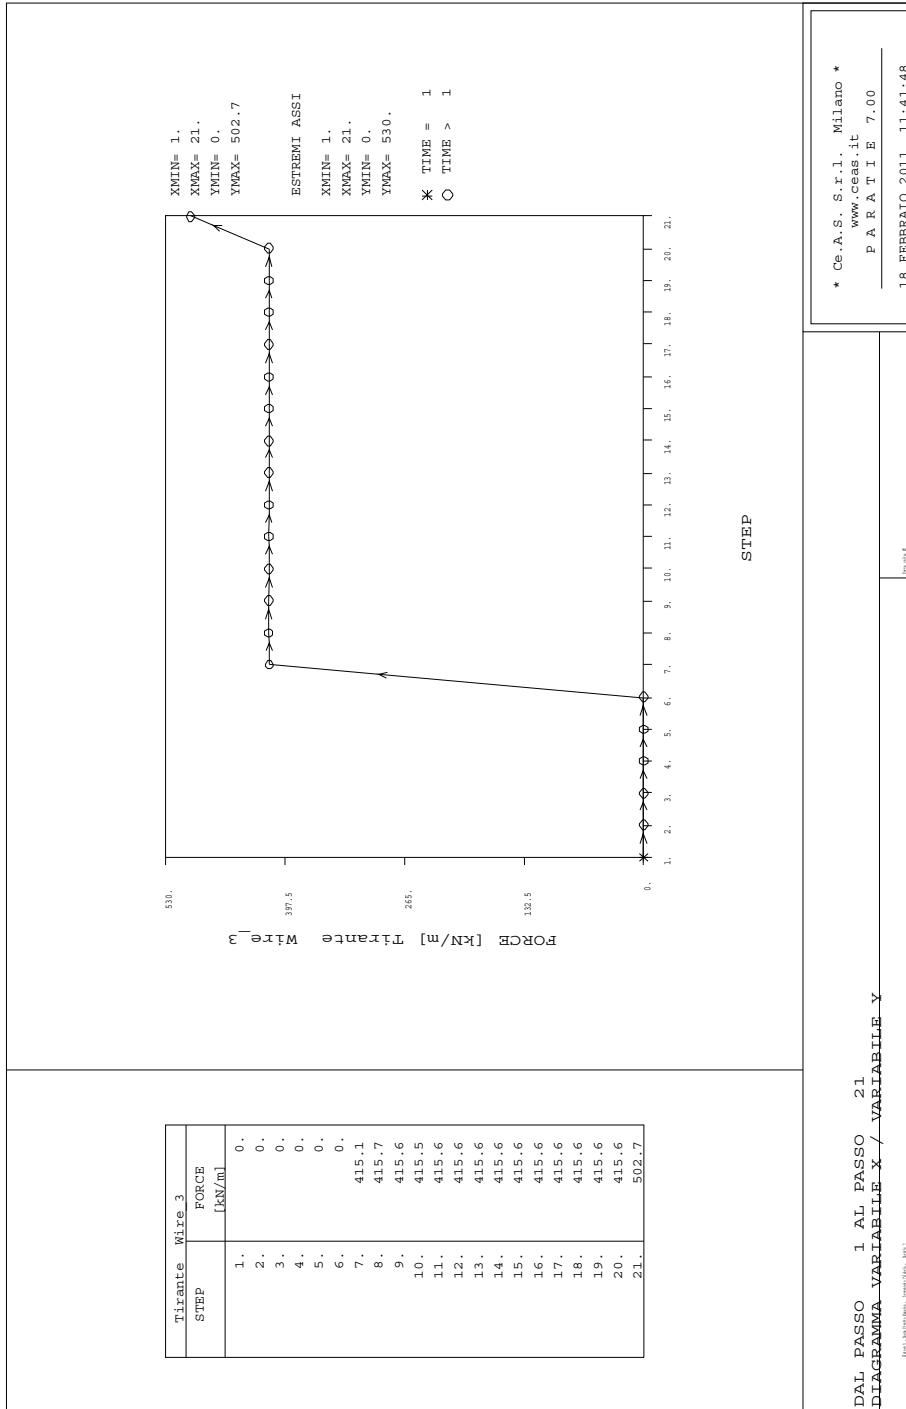 Tirante Wire_3
STEP FORCE
[kN/m]
1. 0.
2. 0.
3. 0.
4. 0.
5. 0.
6. 0.
7. 415.1
8. 415.7
9. 415.6
10. 415.5
11. 415.6
12. 415.6
13. 415.6
14. 415.6
15. 415.6
16. 415.6
17. 415.6
18. 415.6
19. 415.6
20. 415.6
21. 502.7
FORCE [kN/m] Tirante Wire_3
530.
397.5
265.
132.5
0.
1. 2. 3. 4. 5. 6. 7. 8. 9. 10. 11. 12. 13. 14. 15. 16. 17. 18. 19. 20. 21.
STEP
XMIN= 1.
XMAX= 21.
YMIN= 0.
YMAX= 502.7
ESTREMI ASSI
XMIN= 1.
XMAX= 21.
YMIN= 0.
YMAX= 530.
TIME = 1
TIME > 1
DAL PASSO 1 AL PASSO 21
DIAGRAMMA VARIABILE X / VARIABILE Y
* Ce.A.S. S.r.l. Milano *
www.ceas.it
P A R A T I E 7.00
18 FEBBRAIO 2011 11:41:48